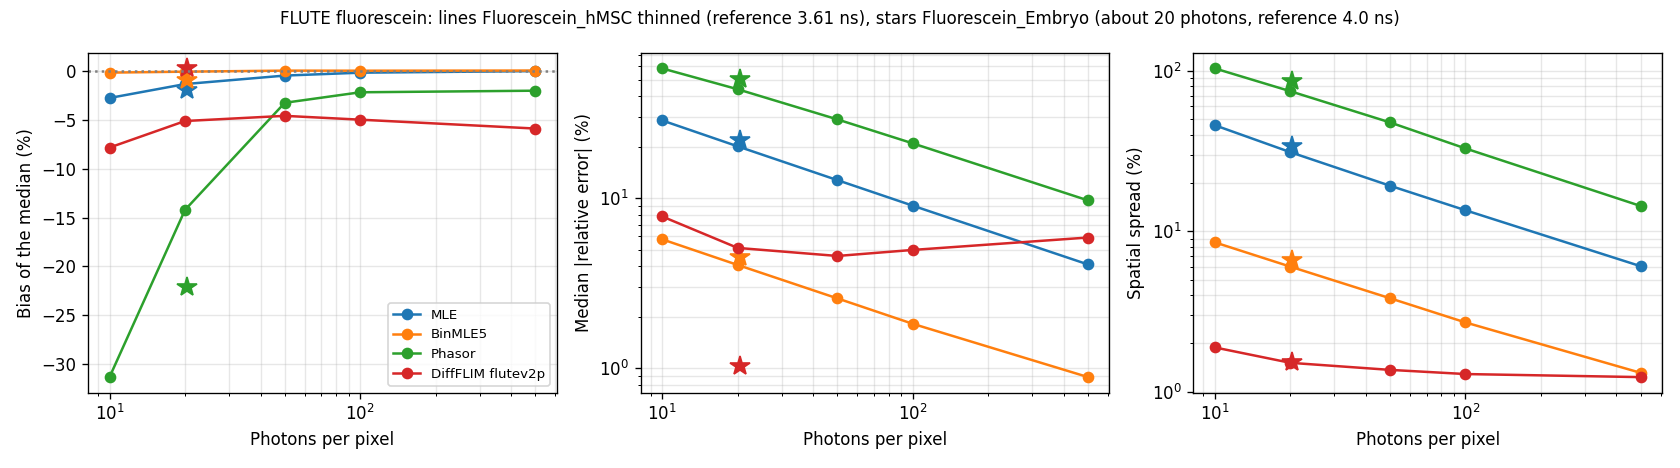 FLUTE fluorescein: lines Fluorescein_hMSC thinned (reference 3.61 ns), stars Fluorescein_Embryo (about 20 photons, reference 4.0 ns)
Bias of the median (%)
0
−5
−10
−15
−20
−25
−30
10¹
10²
Photons per pixel
MLE
BinMLE5
Phasor
DiffFLIM flutev2p
Median |relative error| (%)
10¹
10⁰
10¹
10²
Photons per pixel
Spatial spread (%)
10²
10¹
10⁰
10¹
10²
Photons per pixel